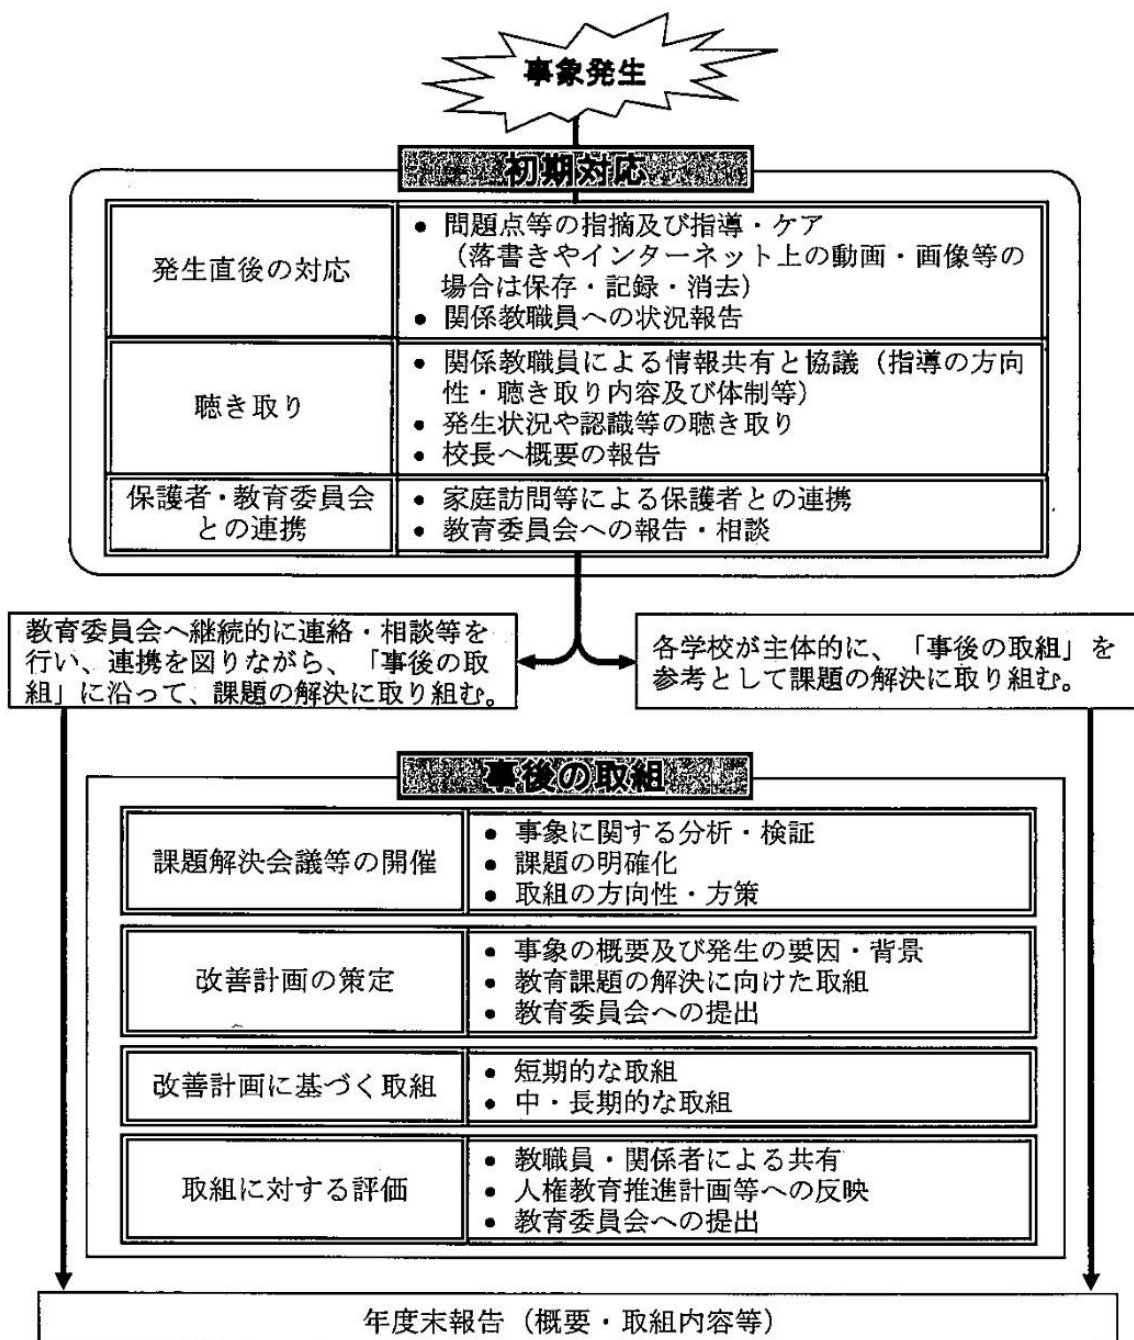 事象発生
初期対応
発生直後の対応
● 問題点等の指摘及び指導・ケア
（落書きやインターネット上の動画・画像等の
場合は保存・記録・消去）
● 関係教職員への状況報告
聴き取り
● 関係教職員による情報共有と協議（指導の方向
性・聴き取り内容及び体制等）
● 発生状況や認識等の聴き取り
● 校長へ概要の報告
保護者・教育委員会
との連携
● 家庭訪問等による保護者との連携
● 教育委員会への報告・相談
教育委員会へ継続的に連絡・相談等を
行い、連携を図りながら、「事後の取
組」に沿って、課題の解決に取り組む。
各学校が主体的に、「事後の取組」を
参考として課題の解決に取り組む。
事後の取組
課題解決会議等の開催
● 事象に関する分析・検証
● 課題の明確化
● 取組の方向性・方策
改善計画の策定
● 事象の概要及び発生の要因・背景
● 教育課題の解決に向けた取組
● 教育委員会への提出
改善計画に基づく取組
● 短期的な取組
● 中・長期的な取組
取組に対する評価
● 教職員・関係者による共有
● 人権教育推進計画等への反映
● 教育委員会への提出
年度末報告（概要・取組内容等）